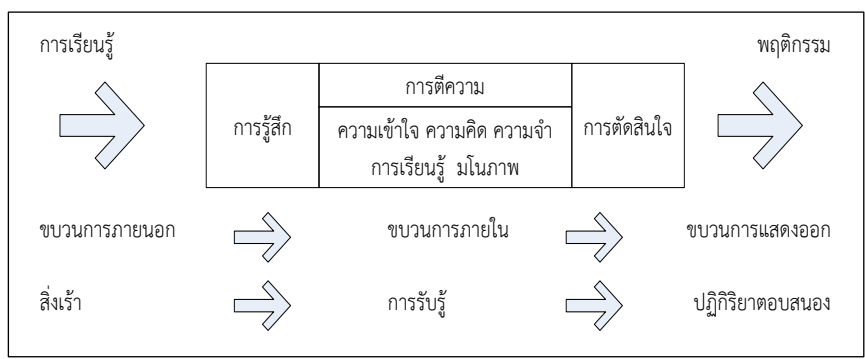 การเรียนรู้
พฤติกรรม
การรู้สึก
การตีความ
ความเข้าใจ ความคิด ความจำ
การเรียนรู้ มโนภาพ
การตัดสินใจ
ขบวนการภายนอก
ขบวนการภายใน
ขบวนการแสดงออก
สิ่งเร้า
การรับรู้
ปฏิกิริยาตอบสนอง